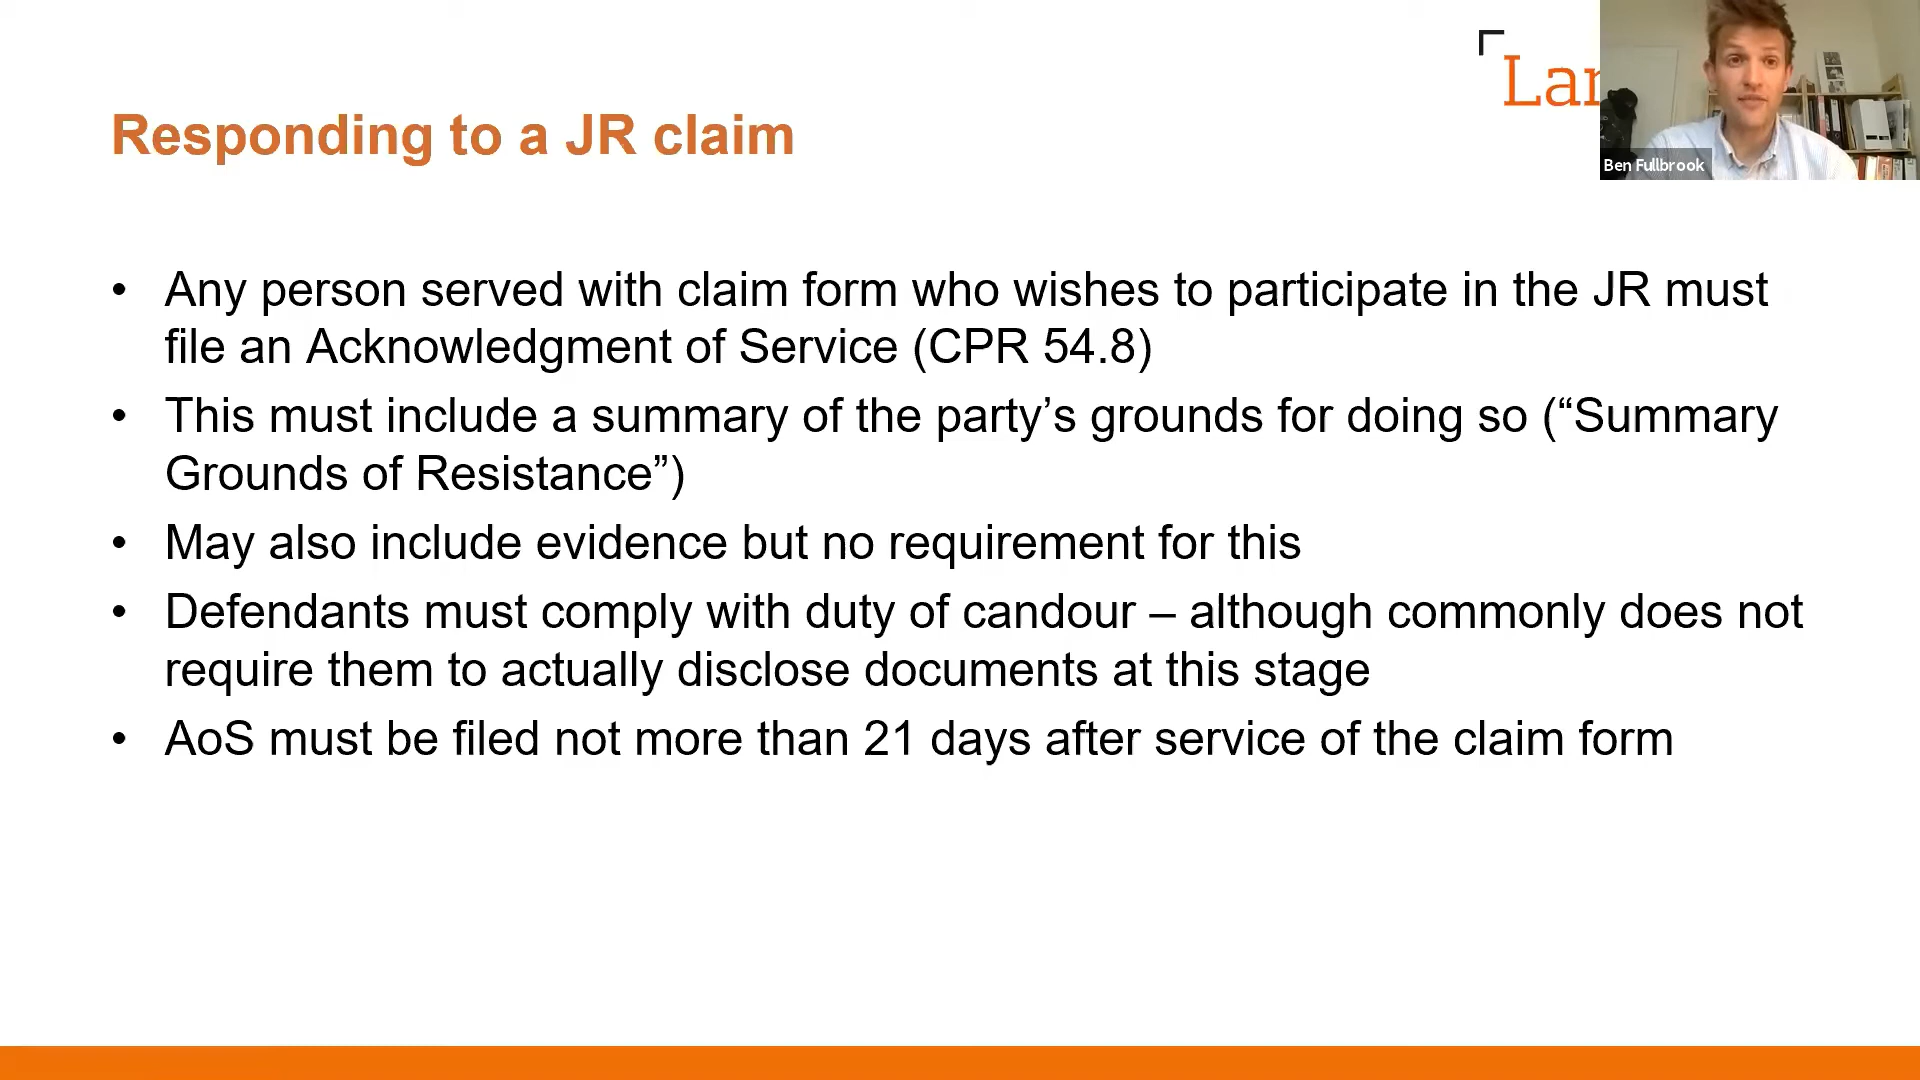 Lan
Responding to a JR claim
Ben Fullbrook
• Any person served with claim form who wishes to participate in the JR must
file an Acknowledgment of Service (CPR 54.8)
• This must include a summary of the party’s grounds for doing so (“Summary
Grounds of Resistance”)
• May also include evidence but no requirement for this
• Defendants must comply with duty of candour – although commonly does not
require them to actually disclose documents at this stage
• AoS must be filed not more than 21 days after service of the claim form